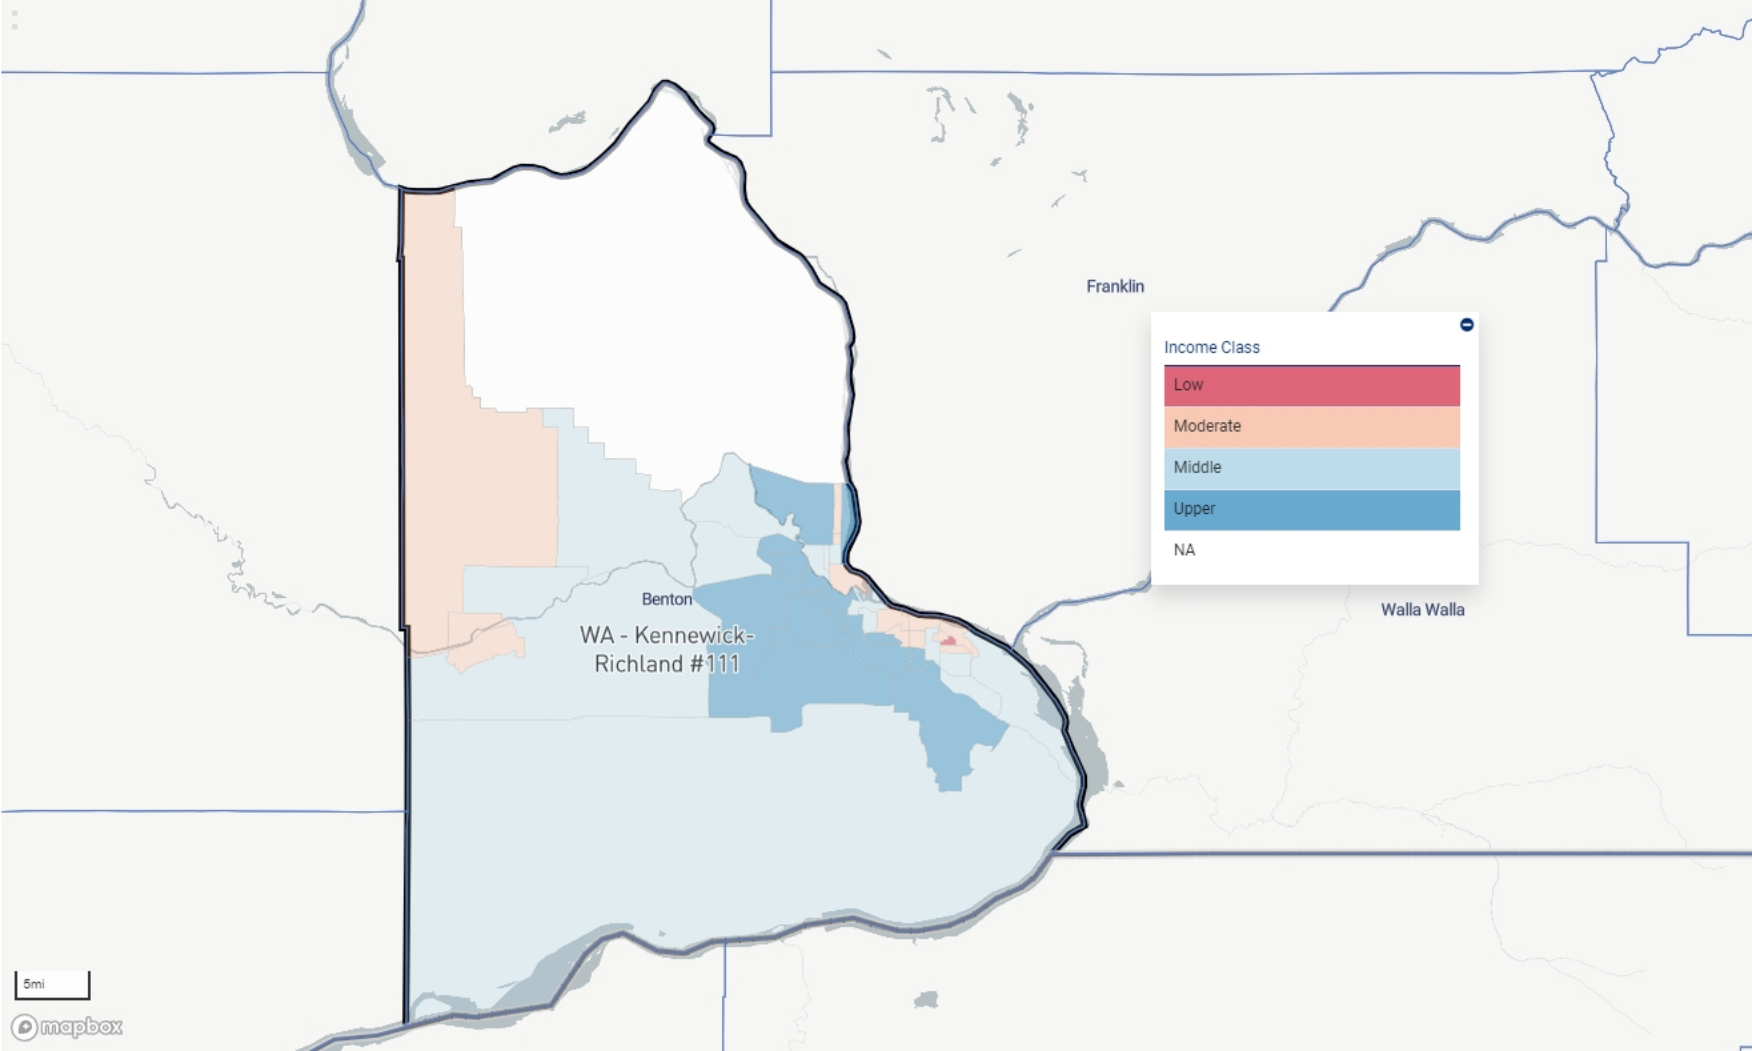 Franklin
Income Class
Low
Moderate
Middle
Upper
NA
Benton
Walla Walla
WA - Kennewick-
Richland #111
5mi
mapbox